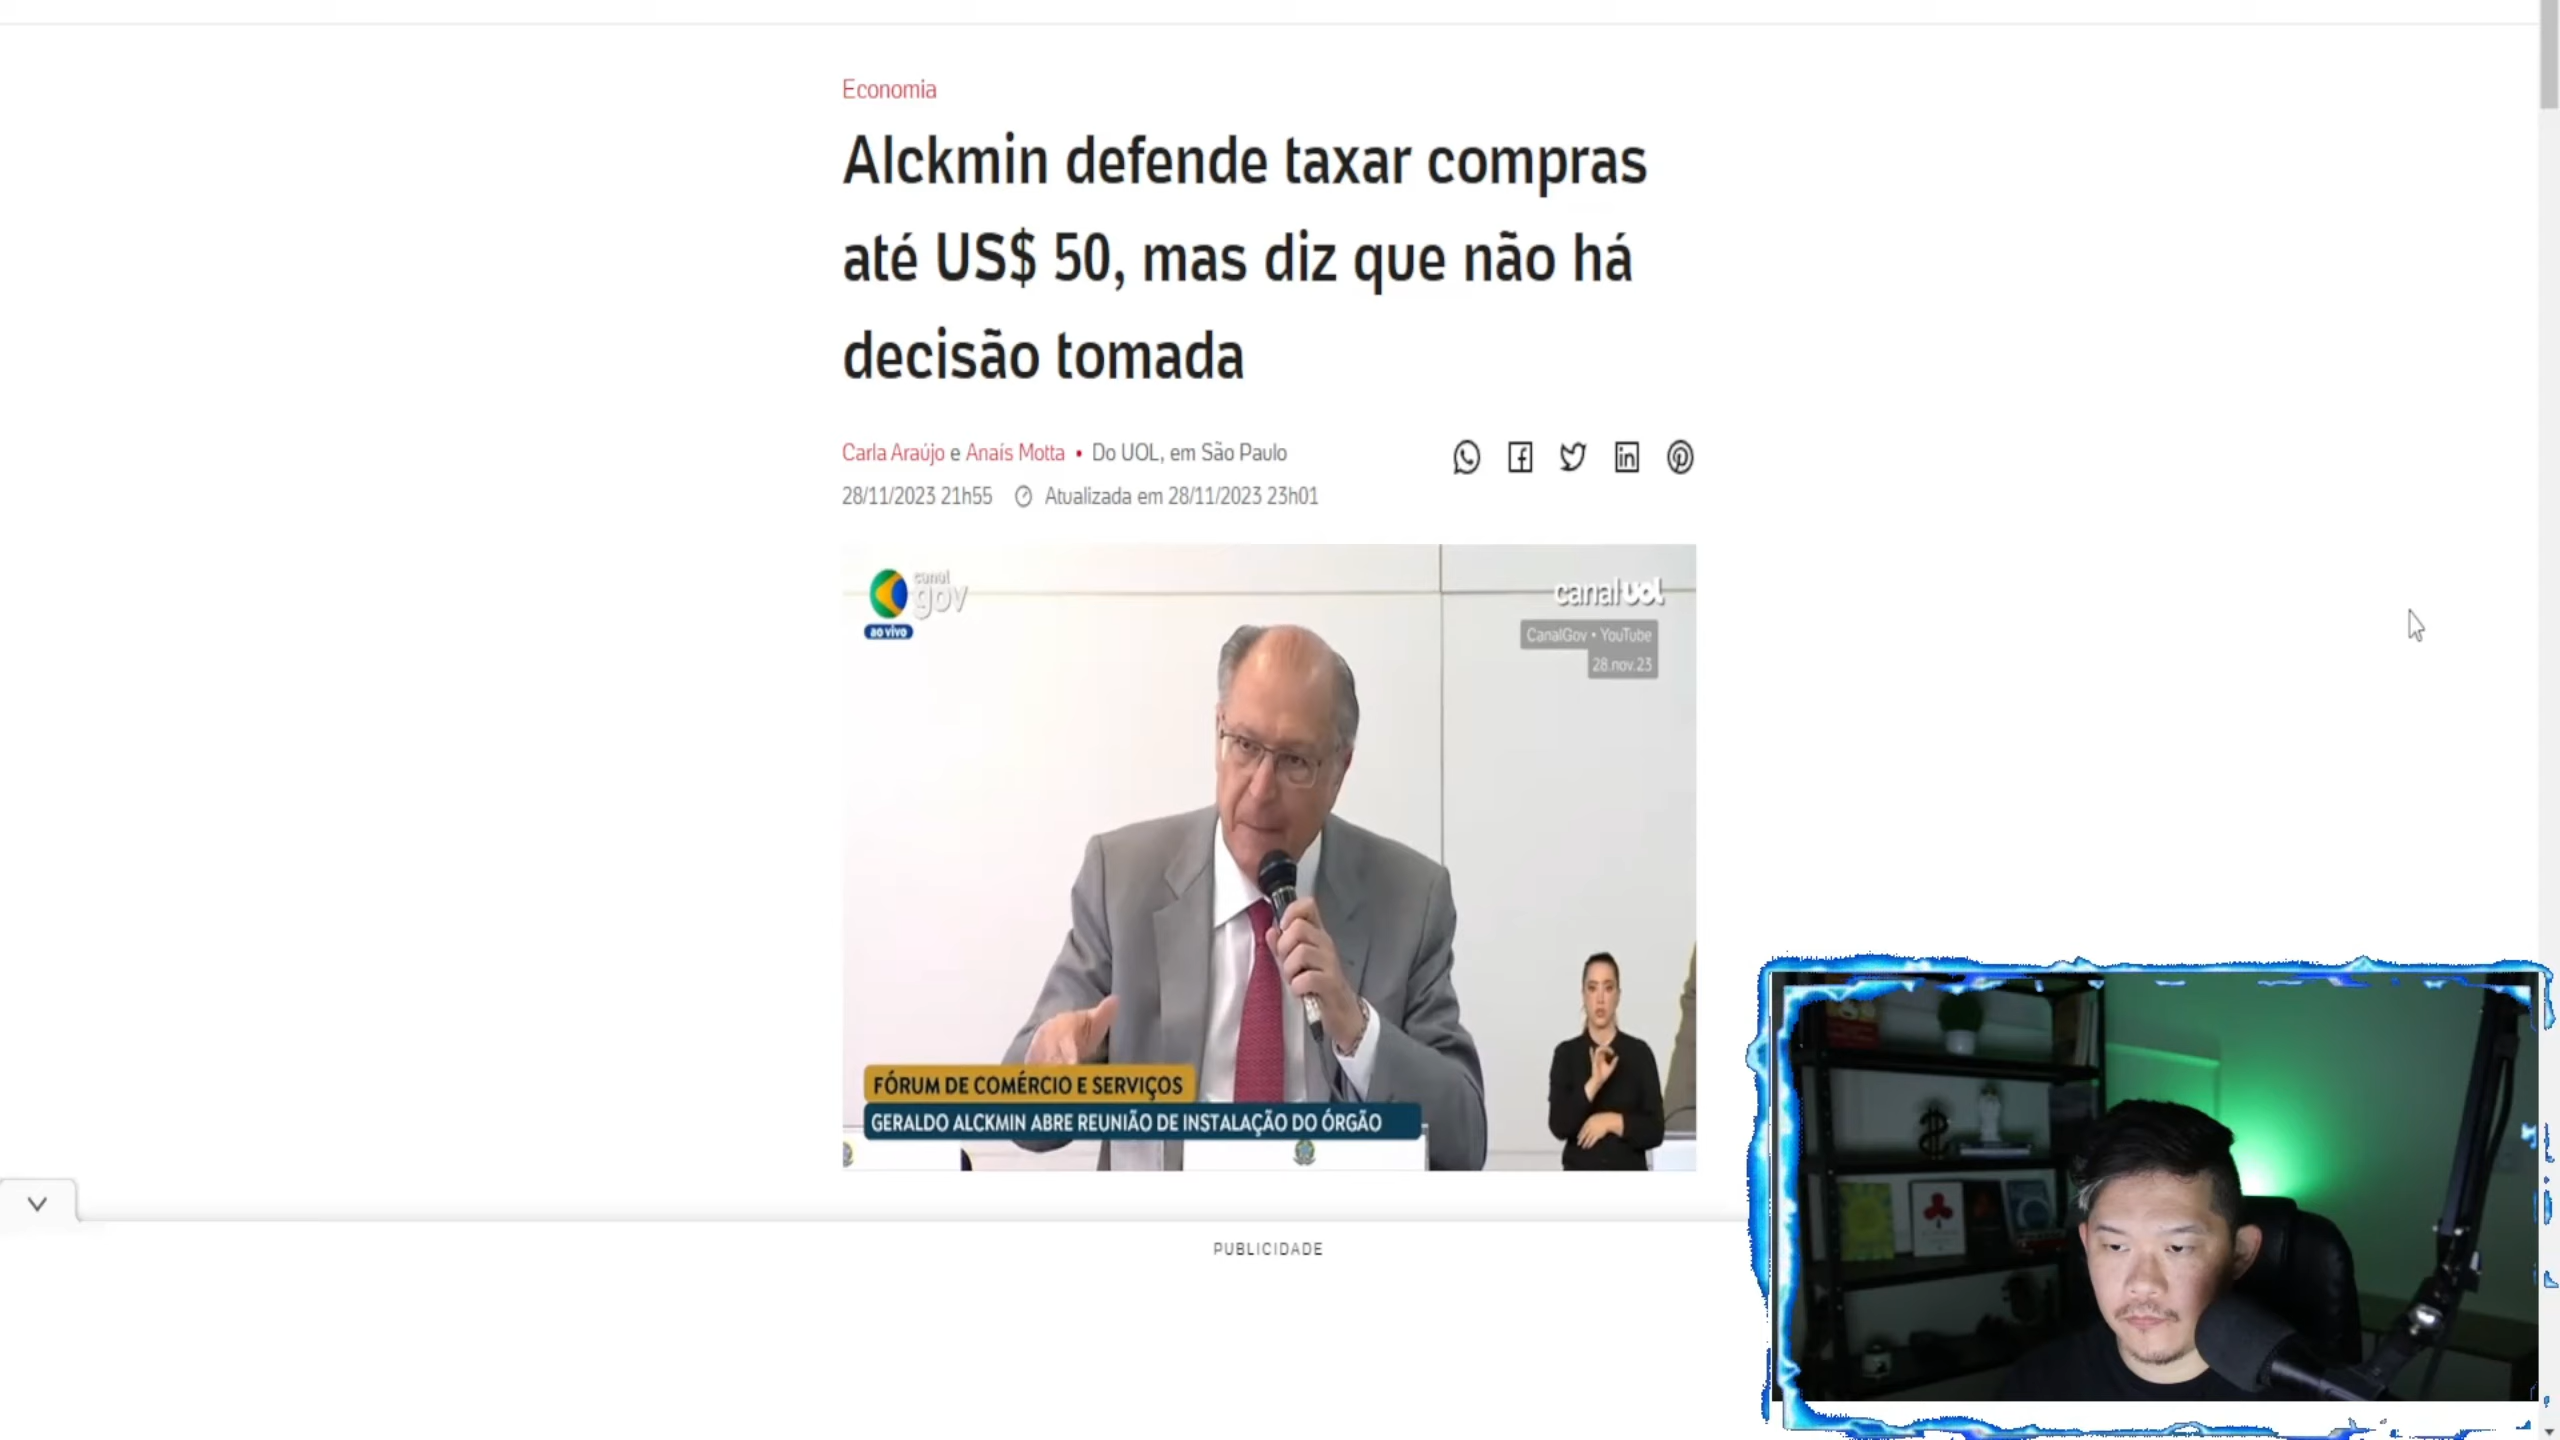 Economia
Alckmin defende taxar compras
até US$ 50, mas diz que não há
decisão tomada
Carla Araújo e Anaís Motta • Do UOL, em São Paulo
28/11/2023 21h55 Atualizada em 28/11/2023 23h01
canal
gov
ao vivo
canal uol
CanalGov • YouTube
28.nov.23
FÓRUM DE COMÉRCIO E SERVIÇOS
GERALDO ALCKMIN ABRE REUNIÃO DE INSTALAÇÃO DO ÓRGÃO
PUBLICIDADE